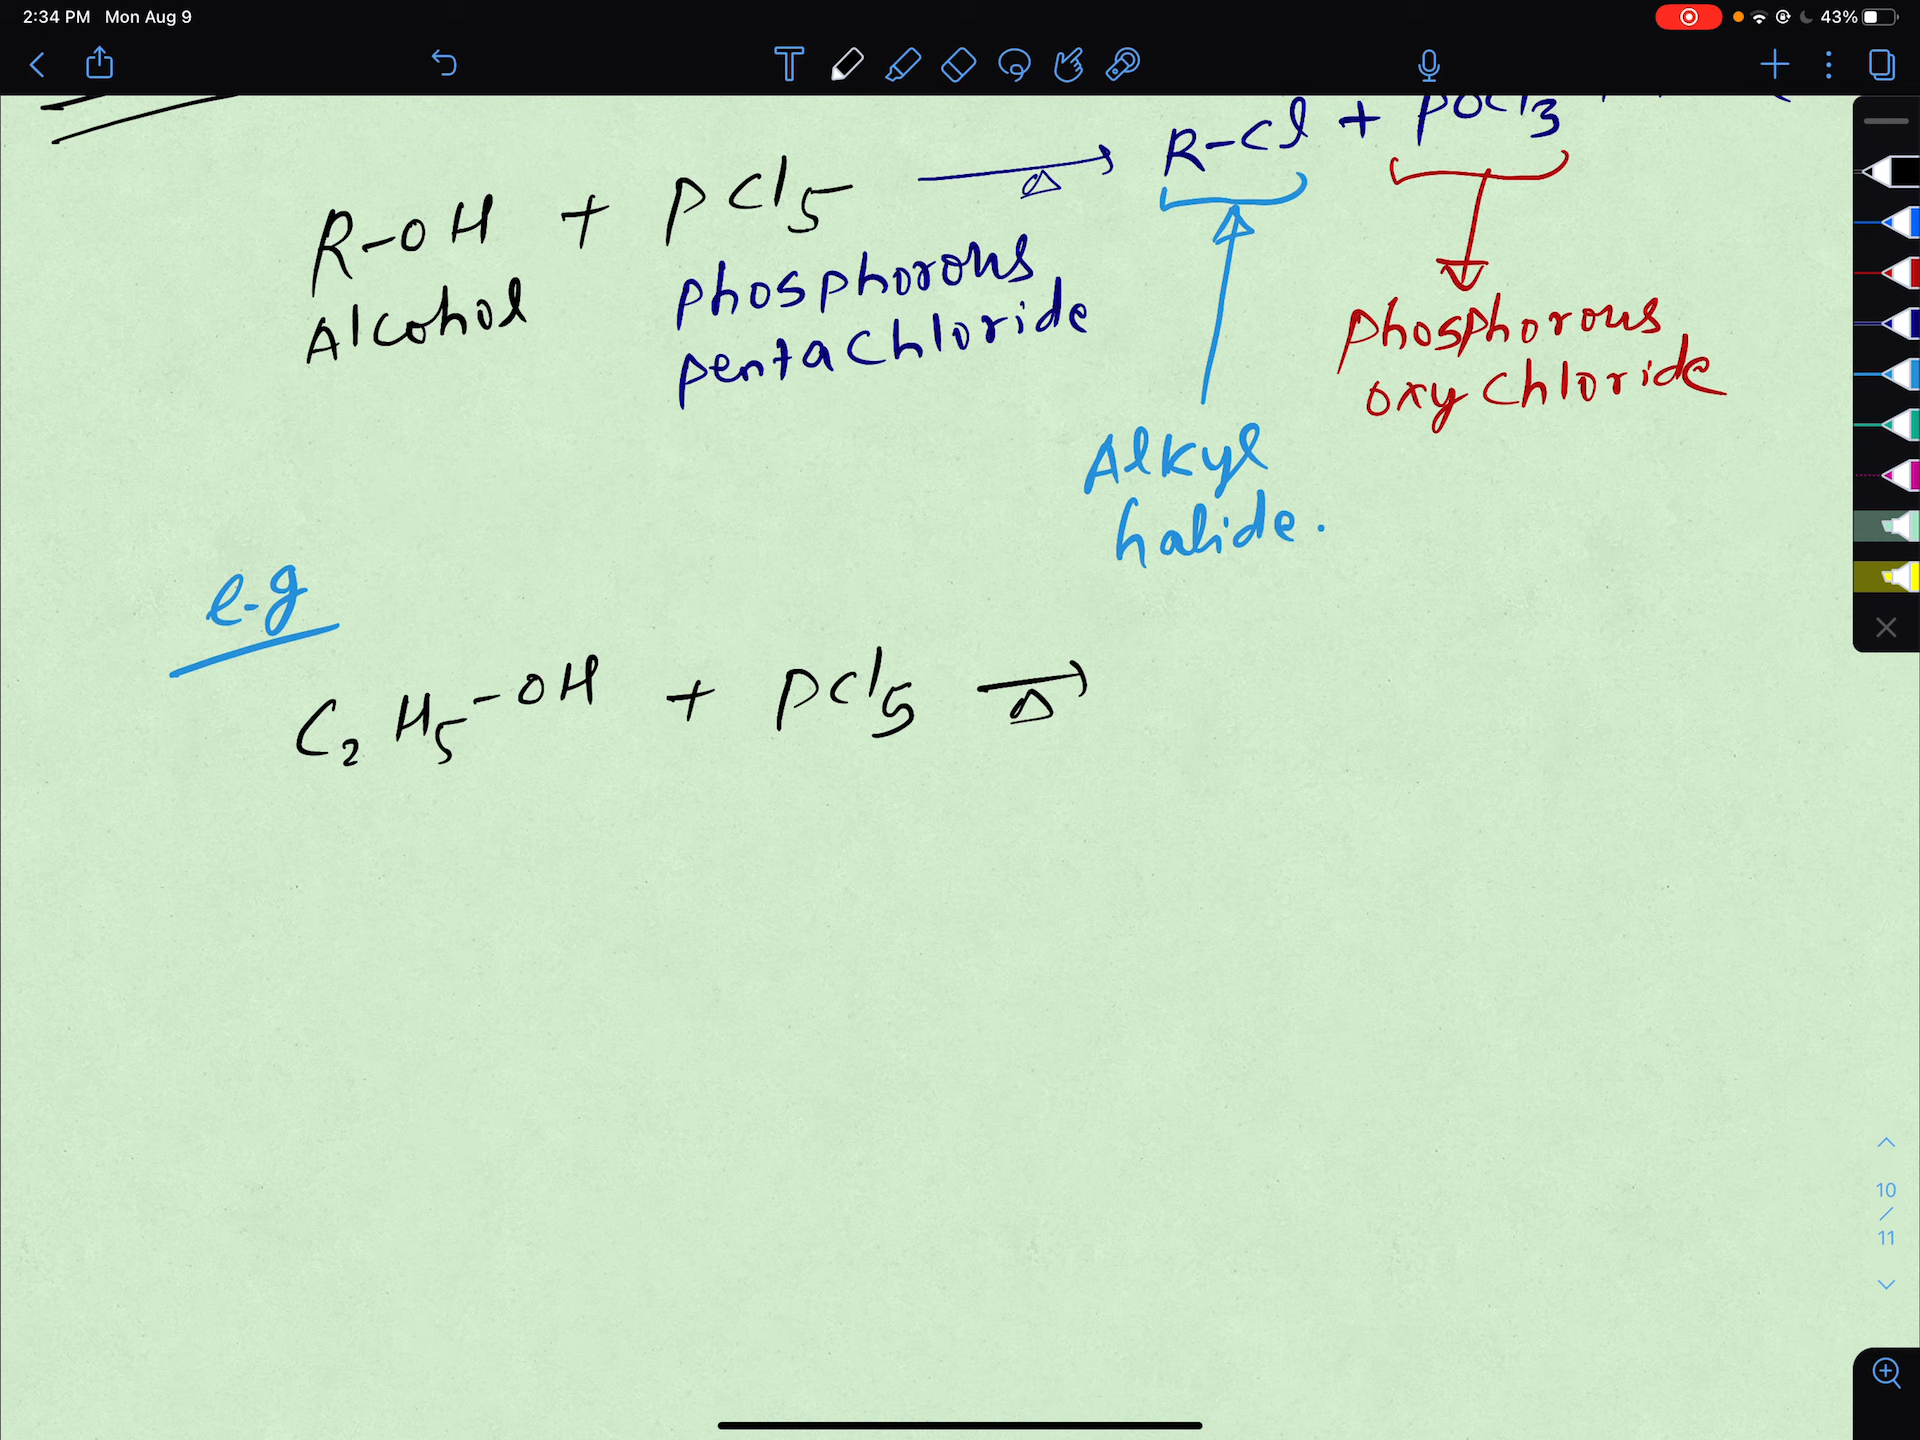 2:34 PM Mon Aug 9
43%
R-OH + PCl5 →Δ R-Cl + POCl3 +
Alcohol
phosphorous
pentachloride
phosphorous
oxychloride
Alkyl
halide.
e.g
C2H5-OH + PCl5 →Δ
10
/
11